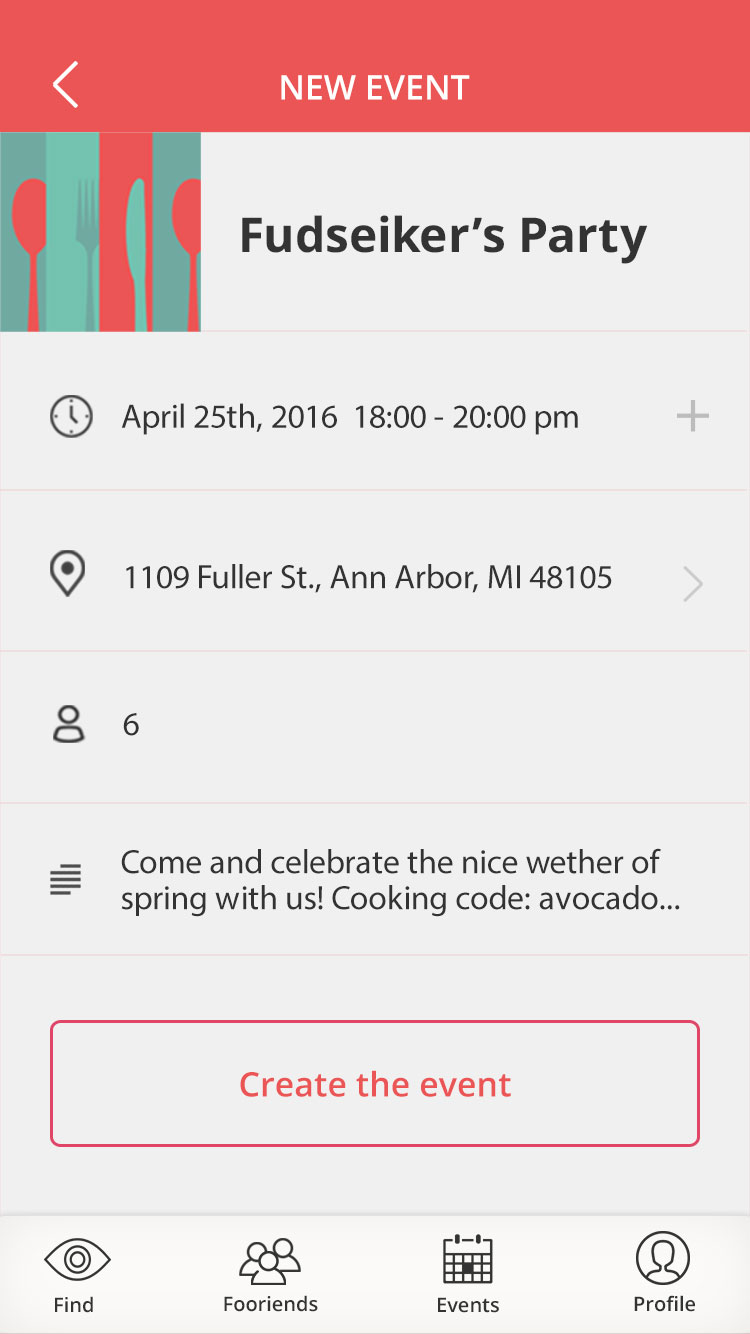 NEW EVENT
Fudseiker’s Party
April 25th, 2016  18:00 - 20:00 pm
1109 Fuller St., Ann Arbor, MI 48105
6
Come and celebrate the nice wether of
spring with us! Cooking code: avocado...
Create the event
Find
Fooriends
Events
Profile